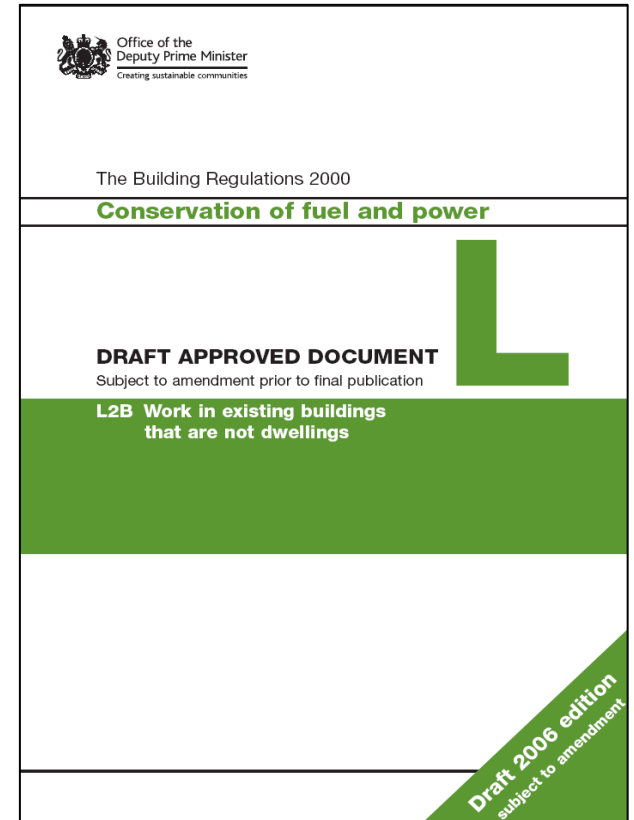 Office of the
Deputy Prime Minister
Creating sustainable communities
The Building Regulations 2000
Conservation of fuel and power
L
DRAFT APPROVED DOCUMENT
Subject to amendment prior to final publication
L2B Work in existing buildings
that are not dwellings
Draft 2006 edition
subject to amendment